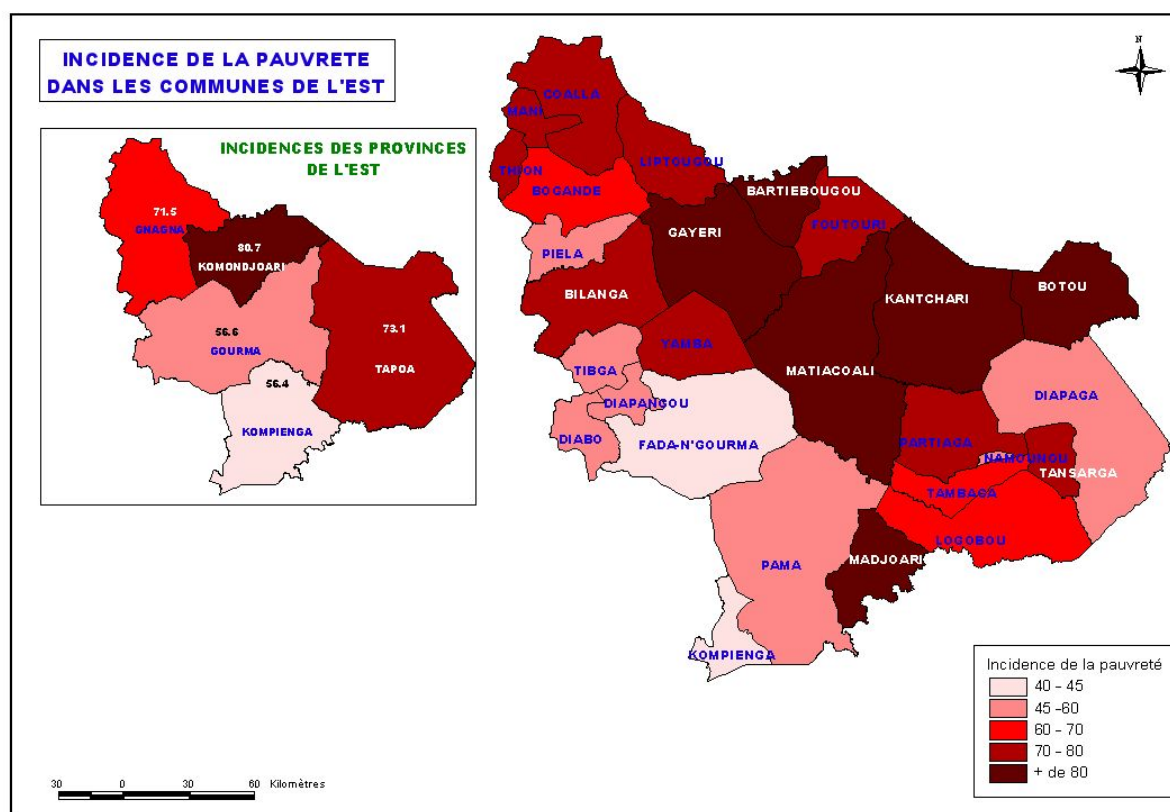 INCIDENCE DE LA PAUVRETE
DANS LES COMMUNES DE L'EST
N
INCIDENCES DES PROVINCES
DE L'EST
71.5
GNAGNA
80.7
KOMONDJOARI
56.6
GOURMA
73.1
TAPOA
56.4
KOMPIENGA
COALLA
MANI
THION
LIPTOUGOU
BOGANDE
BARTIEBOUGOU
FOUTOURI
GAYERI
PIELA
BILANGA
KANTCHARI
BOTOU
YAMBA
TIBGA
MATIACOALI
DIAPANGOU
DIAPAGA
DIABO
FADA-N'GOURMA
PARTIAGA
NAMOUNGU
TANSARGA
TAMBAGA
LOGOBOU
MADJOARI
PAMA
KOMPIENGA
Incidence de la pauvreté
40 - 45
45 -60
60 - 70
70 - 80
+ de 80
30 0 30 60 Kilomètres